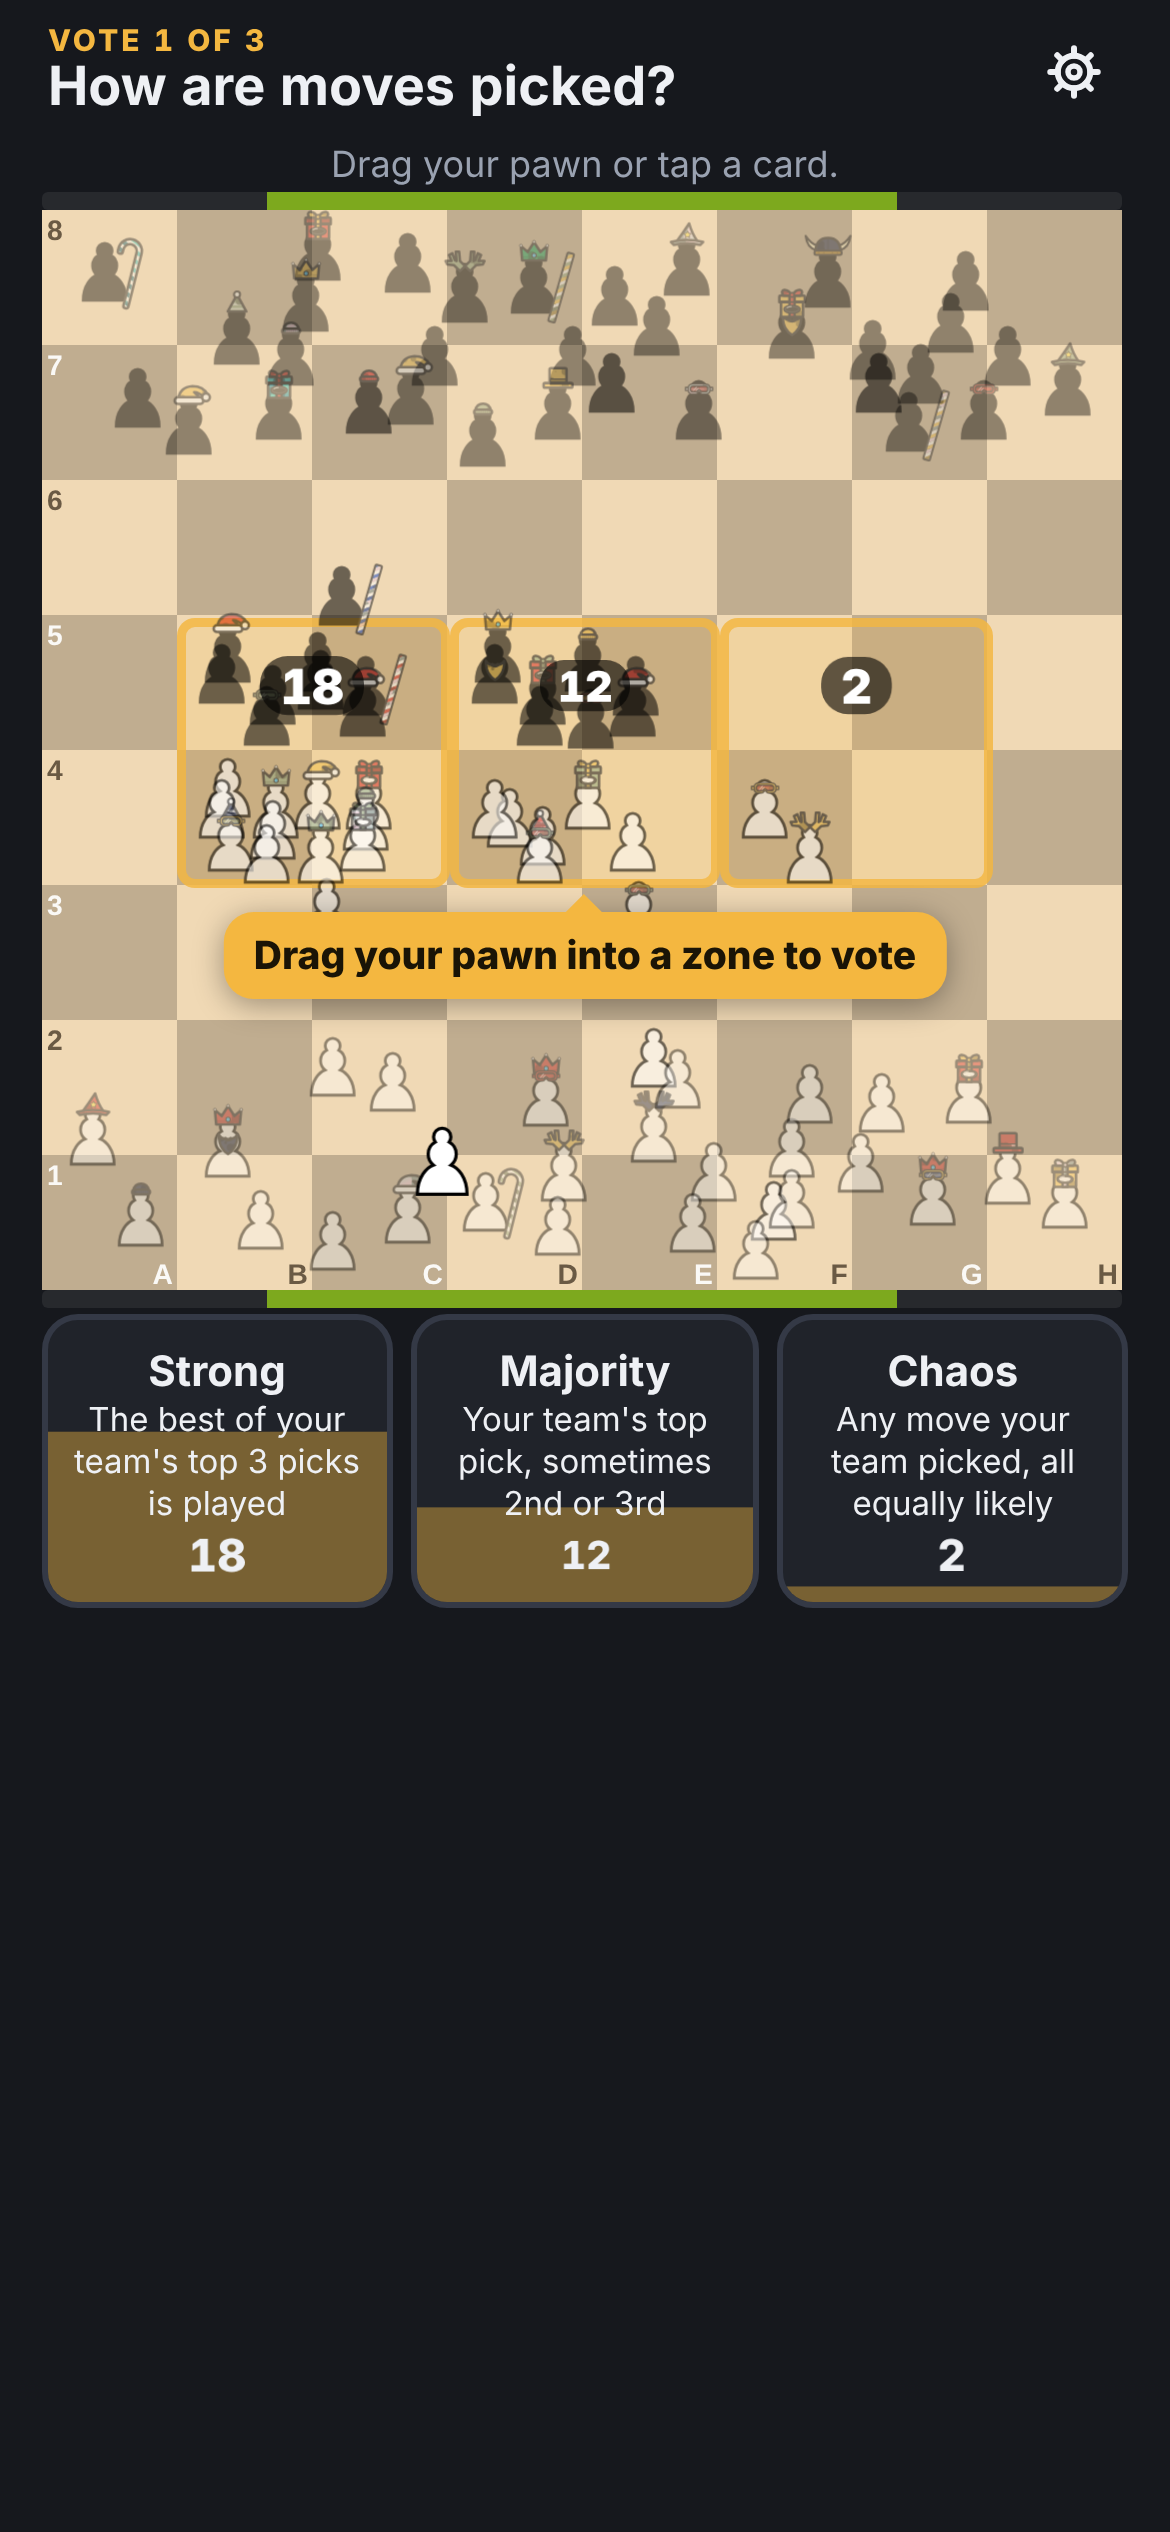 VOTE 1 OF 3
How are moves picked?
Drag your pawn or tap a card.
8
7
6
5
18
12
2
4
3
Drag your pawn into a zone to vote
2
1
A
B
C
D
E
F
G
H
Strong
The best of your
team's top 3 picks
is played
18
Majority
Your team's top
pick, sometimes
2nd or 3rd
12
Chaos
Any move your
team picked, all
equally likely
2